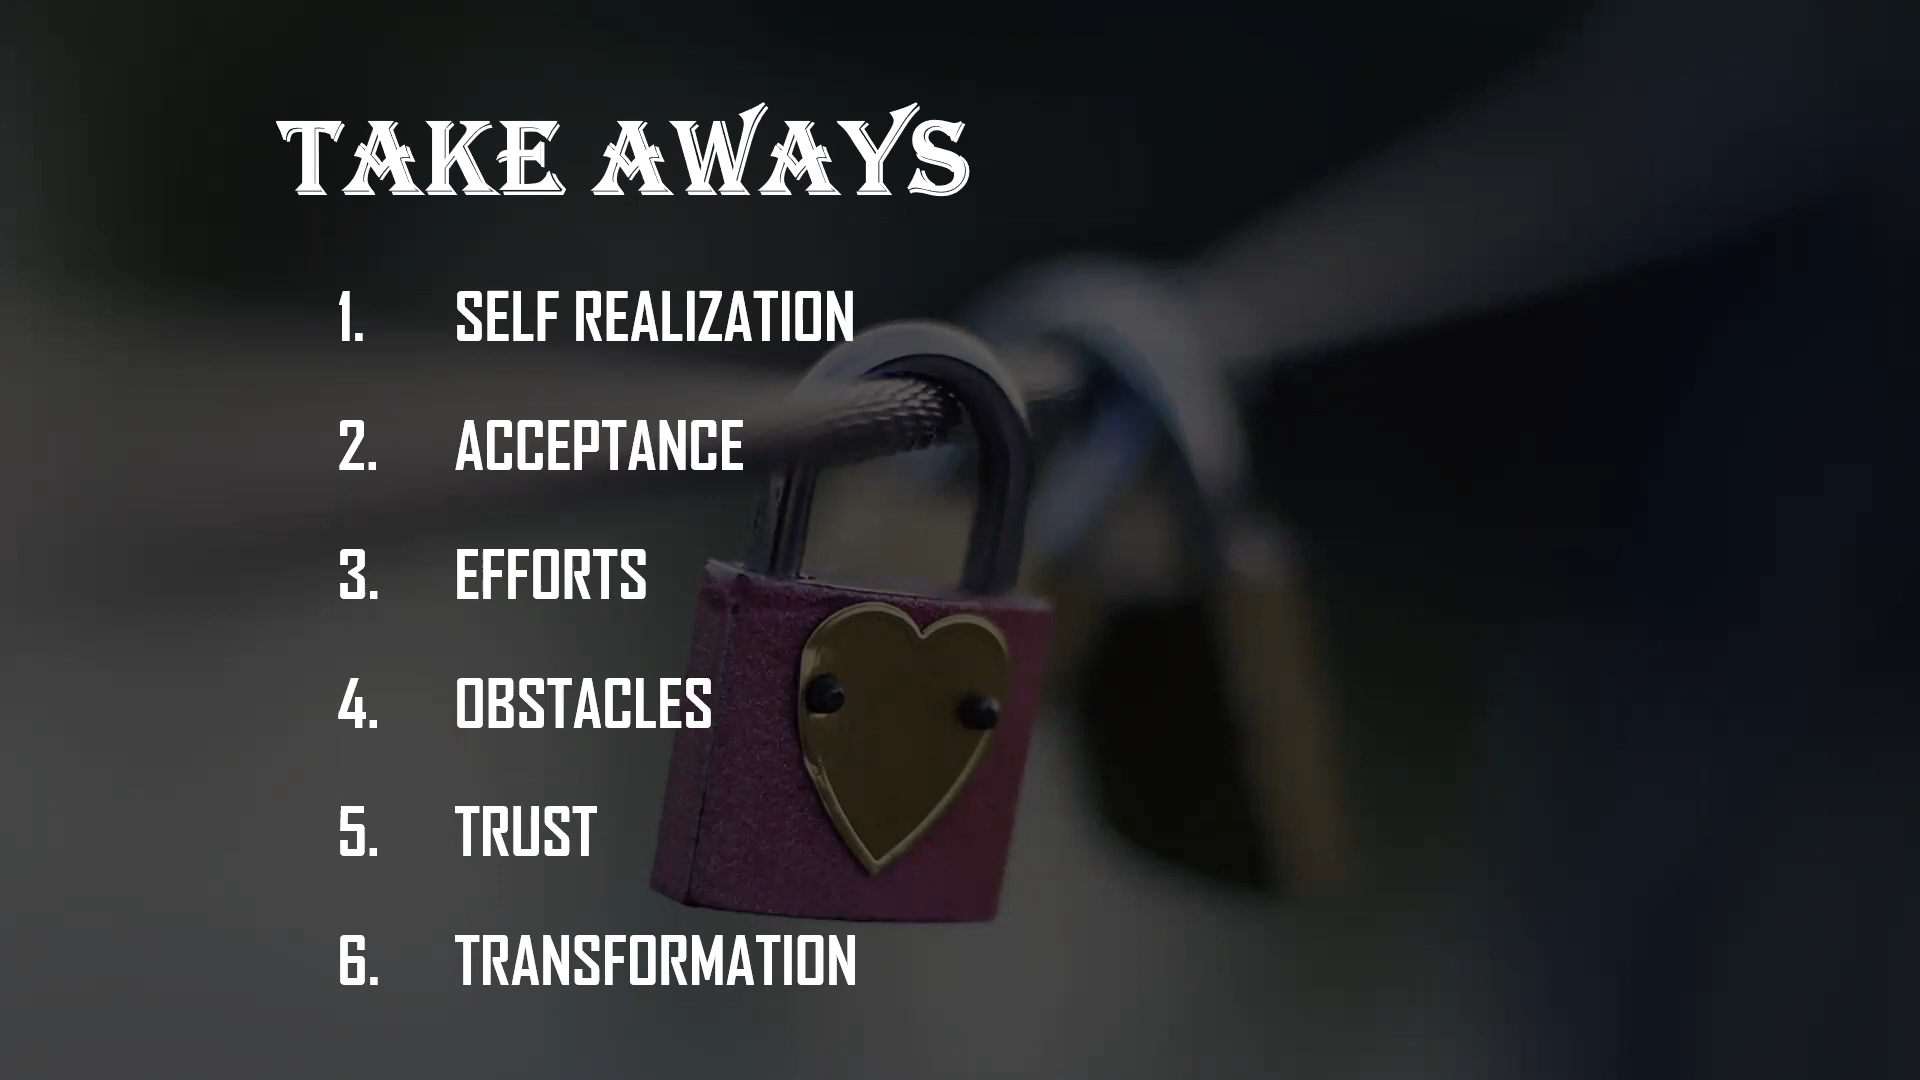 TAKE AWAYS
1. SELF REALIZATION
2. ACCEPTANCE
3. EFFORTS
4. OBSTACLES
5. TRUST
6. TRANSFORMATION